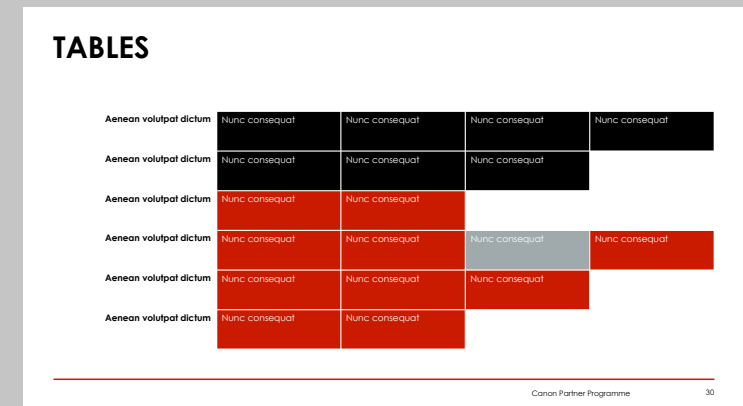 TABLES
Aenean volutpat dictum Nunc consequat Nunc consequat Nunc consequat Nunc consequat
Aenean volutpat dictum Nunc consequat Nunc consequat Nunc consequat
Aenean volutpat dictum Nunc consequat Nunc consequat
Aenean volutpat dictum Nunc consequat Nunc consequat Nunc consequat Nunc consequat
Aenean volutpat dictum Nunc consequat Nunc consequat Nunc consequat
Aenean volutpat dictum Nunc consequat Nunc consequat
Canon Partner Programme 30